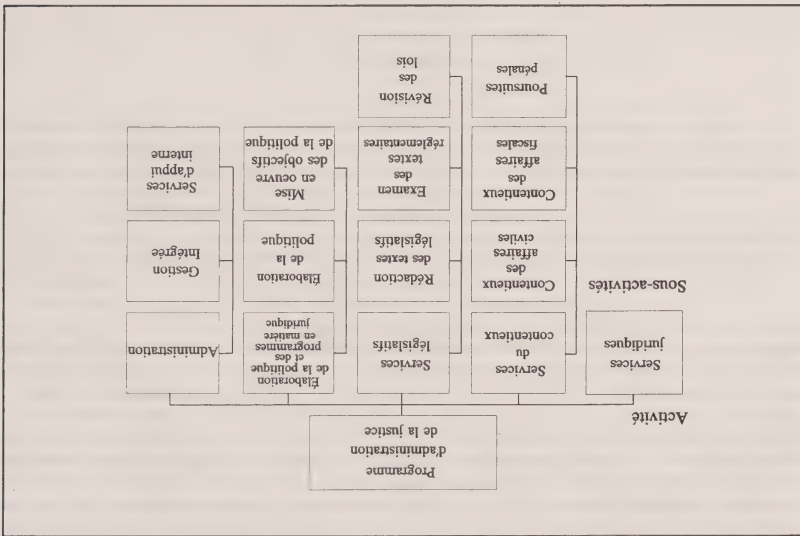 Programme
d'administration
de la justice
Activité
Services
juridiques
Services
du
contentieux
Services
législatifs
Élaboration
de la politique
et des
programmes
en matière
juridique
Administration
Sous-activités
Contentieux
des
affaires
civiles
Rédaction
des textes
législatifs
Élaboration
de la
politique
Gestion
Intégrée
Contentieux
des
affaires
fiscales
Examen
des
textes
réglementaires
Mise
en oeuvre
des objectifs
de la politique
Services
d'appui
interne
Poursuites
pénales
Révision
des
lois